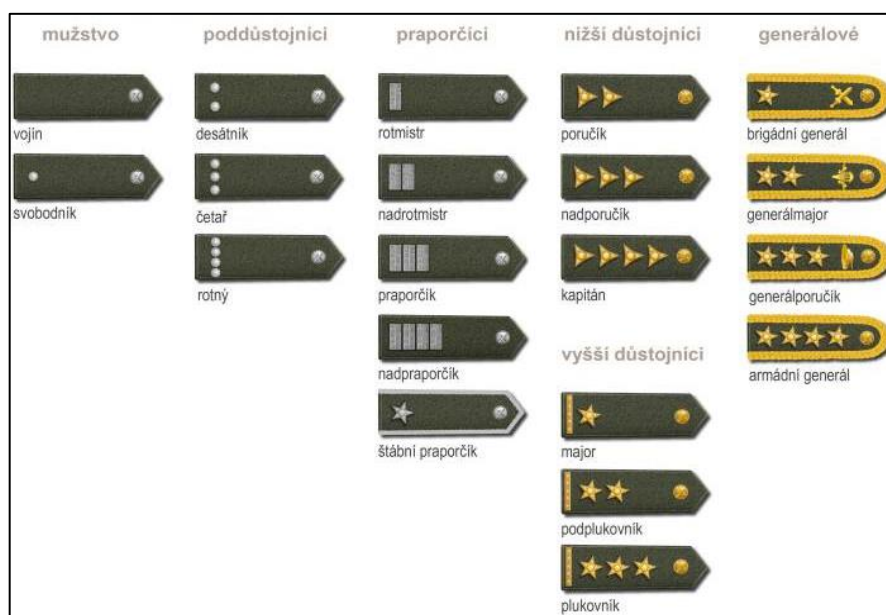 mužstvo
vojín
svobodník
poddůstojníci
desátník
četař
rotný
praporčíci
rotmistr
nadrotmistr
praporčík
nadpraporčík
štábní praporčík
nižší důstojníci
poručík
nadporučík
kapitán
vyšší důstojníci
major
podplukovník
plukovník
generálové
brigádní generál
generálmajor
generálporučík
armádní generál